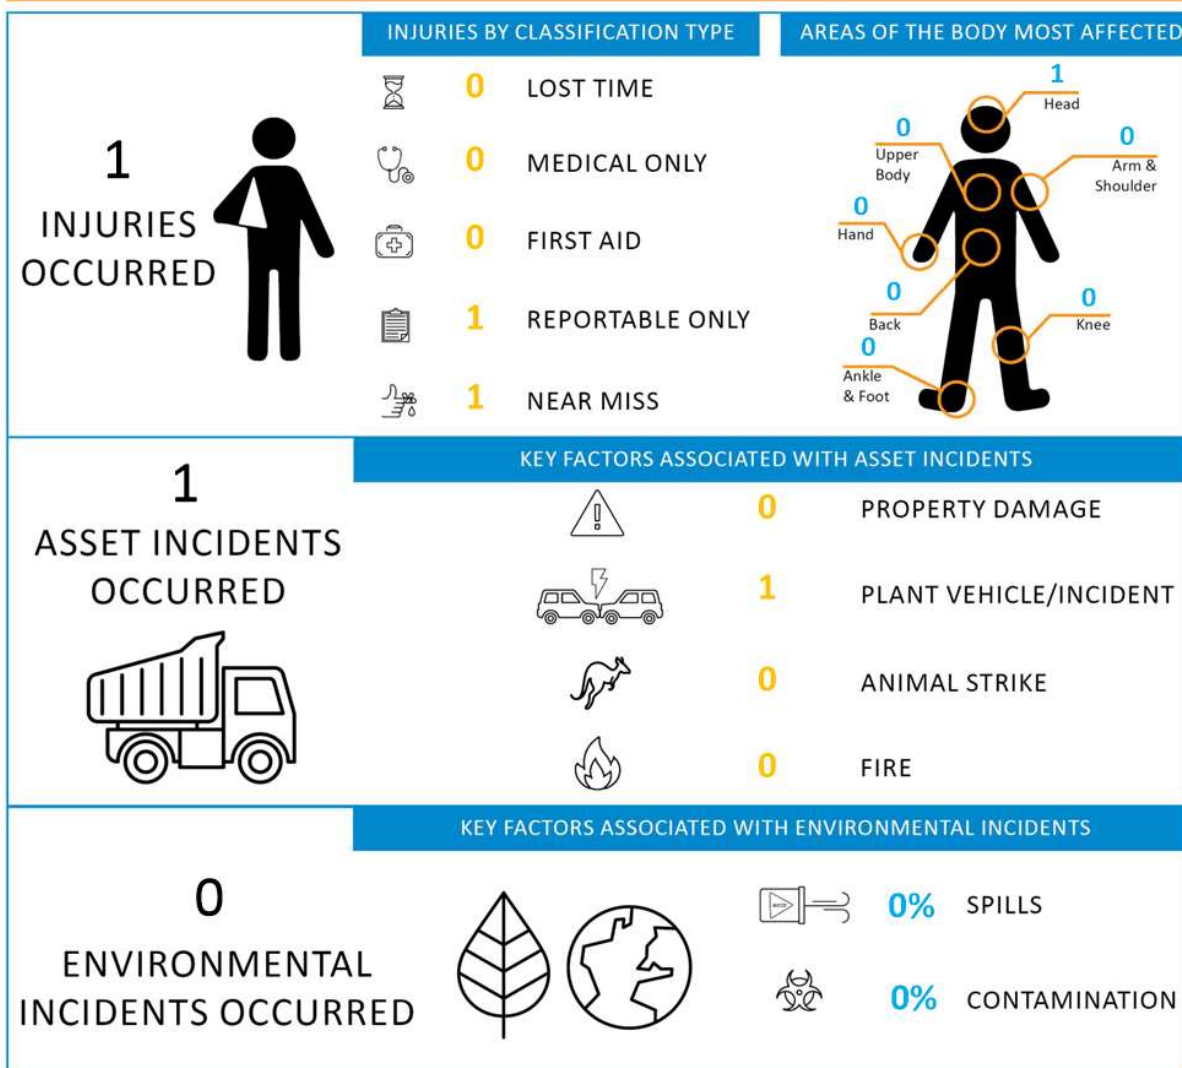 INJURIES BY CLASSIFICATION TYPE
AREAS OF THE BODY MOST AFFECTED
1
INJURIES
OCCURRED
0 LOST TIME
0 MEDICAL ONLY
0 FIRST AID
1 REPORTABLE ONLY
1 NEAR MISS
1
Head
0
Upper
Body
0
Arm &
Shoulder
0
Hand
0
Back
0
Knee
0
Ankle
& Foot
1
ASSET INCIDENTS
OCCURRED
KEY FACTORS ASSOCIATED WITH ASSET INCIDENTS
0 PROPERTY DAMAGE
1 PLANT VEHICLE/INCIDENT
0 ANIMAL STRIKE
0 FIRE
0
ENVIRONMENTAL
INCIDENTS OCCURRED
KEY FACTORS ASSOCIATED WITH ENVIRONMENTAL INCIDENTS
0% SPILLS
0% CONTAMINATION